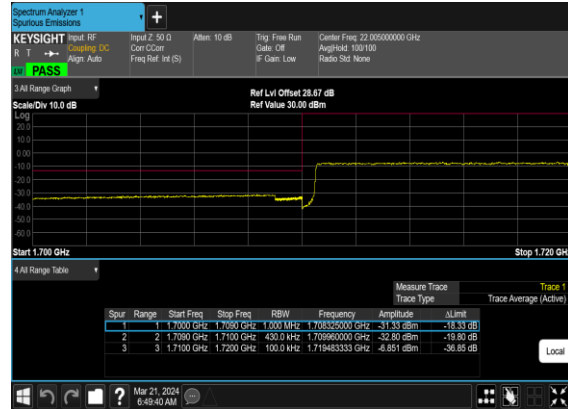 Spectrum Analyzer 1
Spurious Emissions
KEYSIGHT Input: RF Input Z: 50 Ω Atten: 10 dB Trig: Free Run Center Freq: 22.005000000 GHz
R T Coupling: DC Corr CCorr Gate: Off Avg|Hold: 100/100
Align: Auto Freq Ref: Int (S) IF Gain: Low Radio Std: None
PASS
3 All Range Graph
Ref Lvl Offset 28.67 dB
Scale/Div 10.0 dB Ref Value 30.00 dBm
Log
20.0
10.0
0.00
-10.0
-20.0
-30.0
-40.0
-50.0
-60.0
Start 1.700 GHz Stop 1.720 GH
4 All Range Table
Measure Trace Trace 1
Trace Type Trace Average (Active)
Spur Range Start Freq Stop Freq RBW Frequency Amplitude ΔLimit
1 1 1.7000 GHz 1.7090 GHz 1.000 MHz 1.708325000 GHz -31.33 dBm -18.33 dB
2 2 1.7090 GHz 1.7100 GHz 430.0 kHz 1.709960000 GHz -32.80 dBm -19.80 dB
3 3 1.7100 GHz 1.7200 GHz 100.0 kHz 1.719483333 GHz -6.851 dBm -36.85 dB
Local
Mar 21, 2024
6:49:40 AM